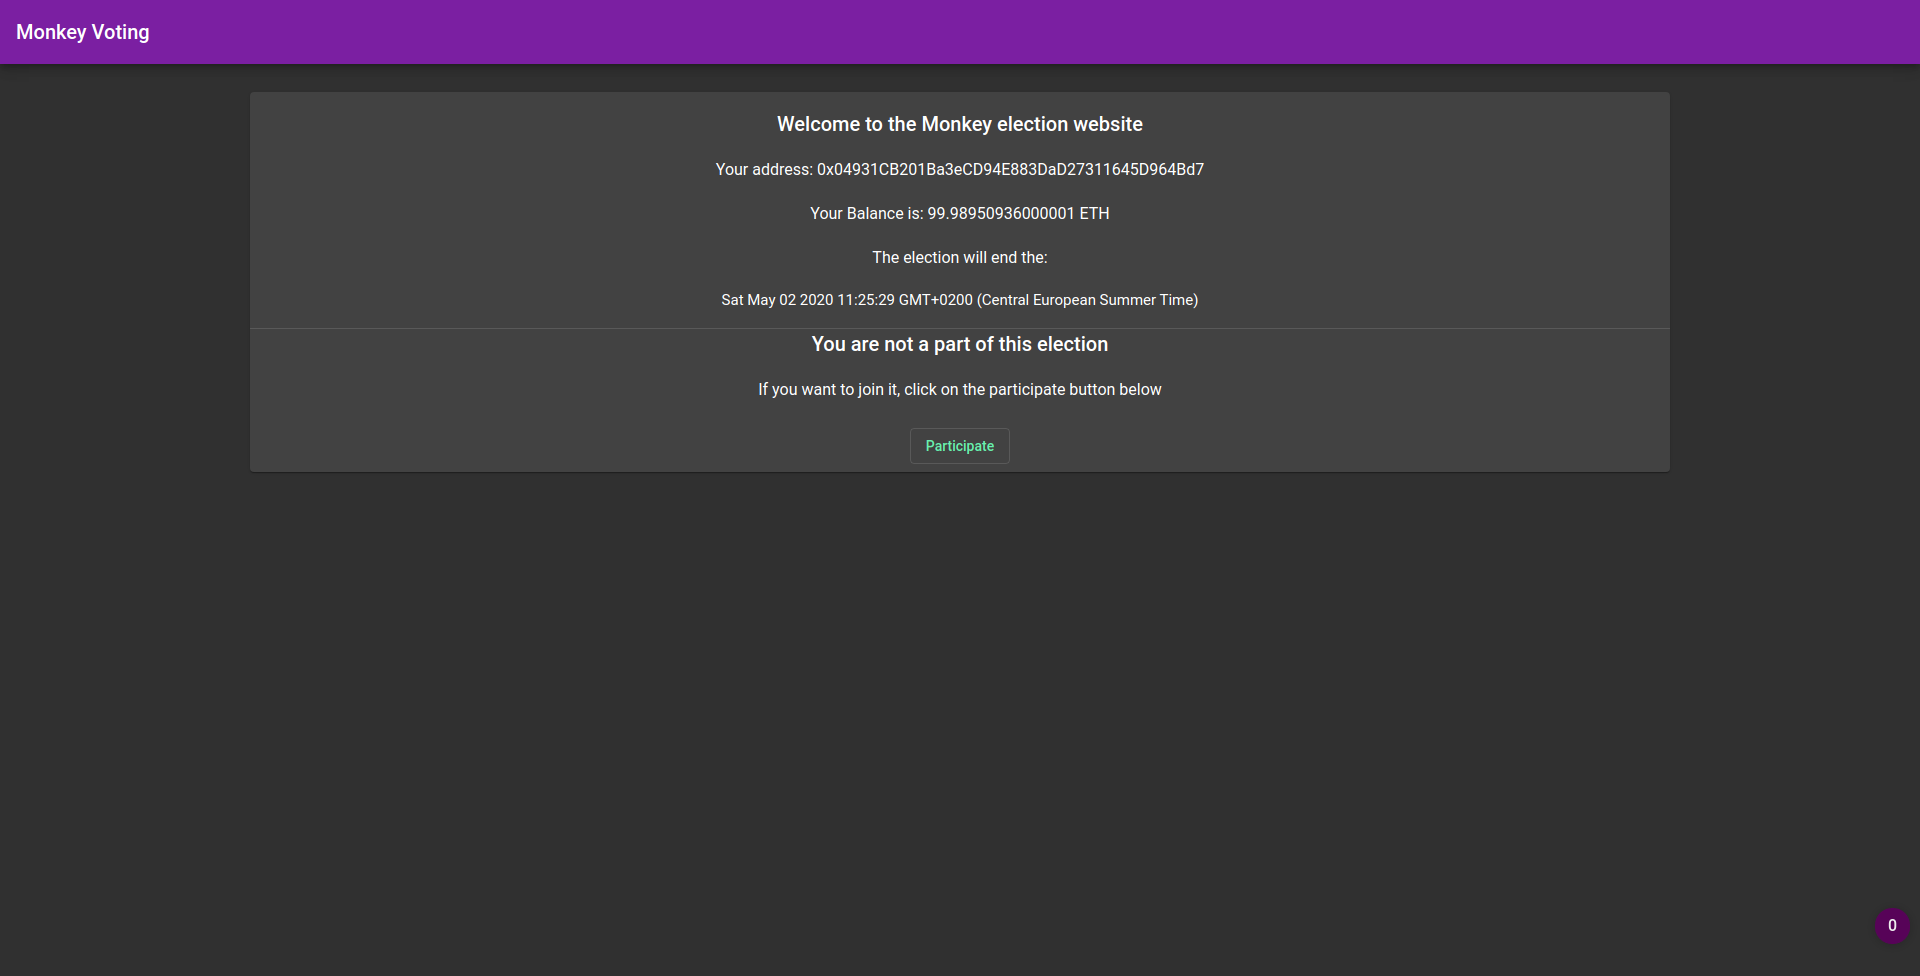 Monkey Voting
Welcome to the Monkey election website
Your address: 0x04931CB201Ba3eCD94E883DaD27311645D964Bd7
Your Balance is: 99.98950936000001 ETH
The election will end the:
Sat May 02 2020 11:25:29 GMT+0200 (Central European Summer Time)
You are not a part of this election
If you want to join it, click on the participate button below
Participate
0